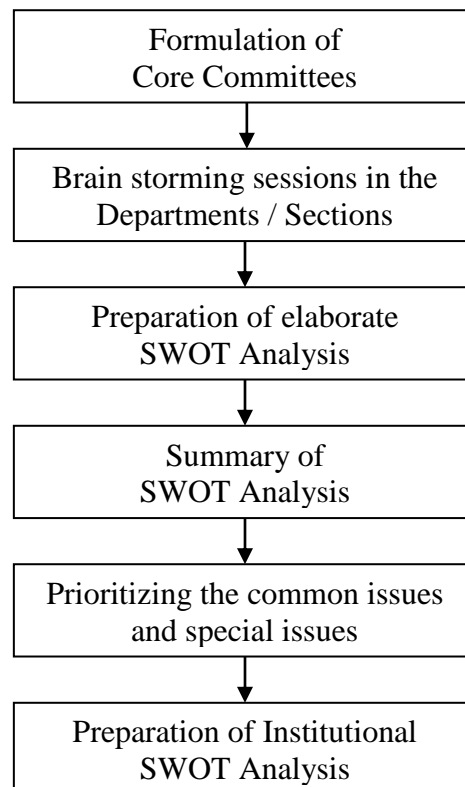 Formulation of
Core Committees
Brain storming sessions in the
Departments / Sections
Preparation of elaborate
SWOT Analysis
Summary of
SWOT Analysis
Prioritizing the common issues
and special issues
Preparation of Institutional
SWOT Analysis